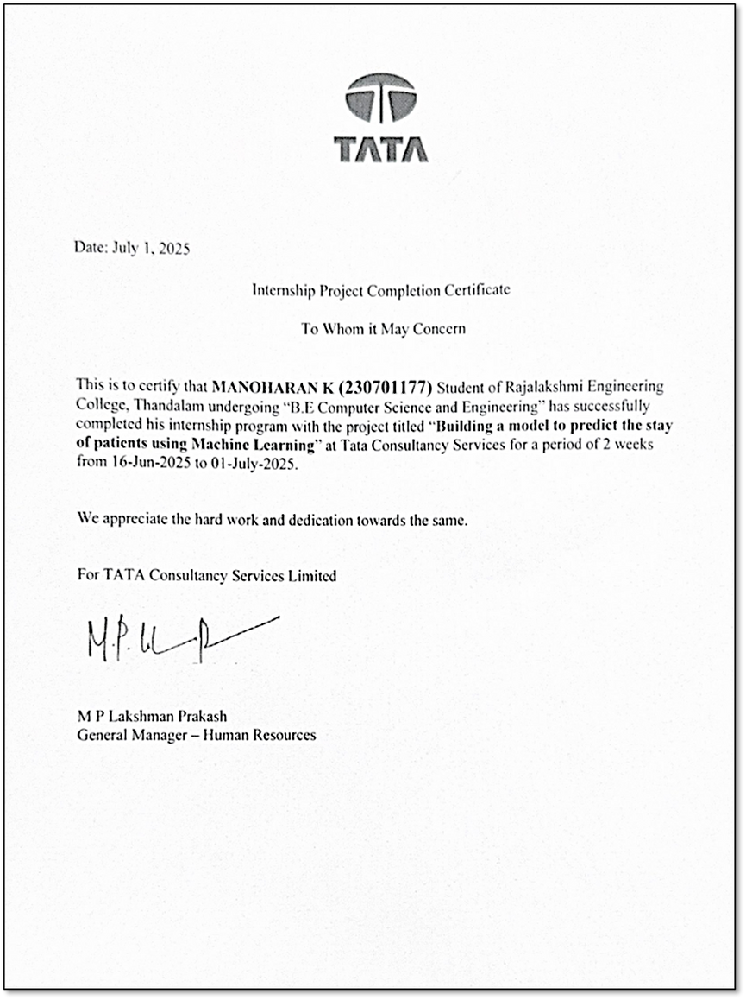 TATA
Date: July 1, 2025
Internship Project Completion Certificate
To Whom it May Concern
This is to certify that MANOHARAN K (230701177) Student of Rajalakshmi Engineering
College, Thandalam undergoing “B.E Computer Science and Engineering” has successfully
completed his internship program with the project titled “Building a model to predict the stay
of patients using Machine Learning” at Tata Consultancy Services for a period of 2 weeks
from 16-Jun-2025 to 01-July-2025.
We appreciate the hard work and dedication towards the same.
For TATA Consultancy Services Limited
M.P.
M P Lakshman Prakash
General Manager – Human Resources